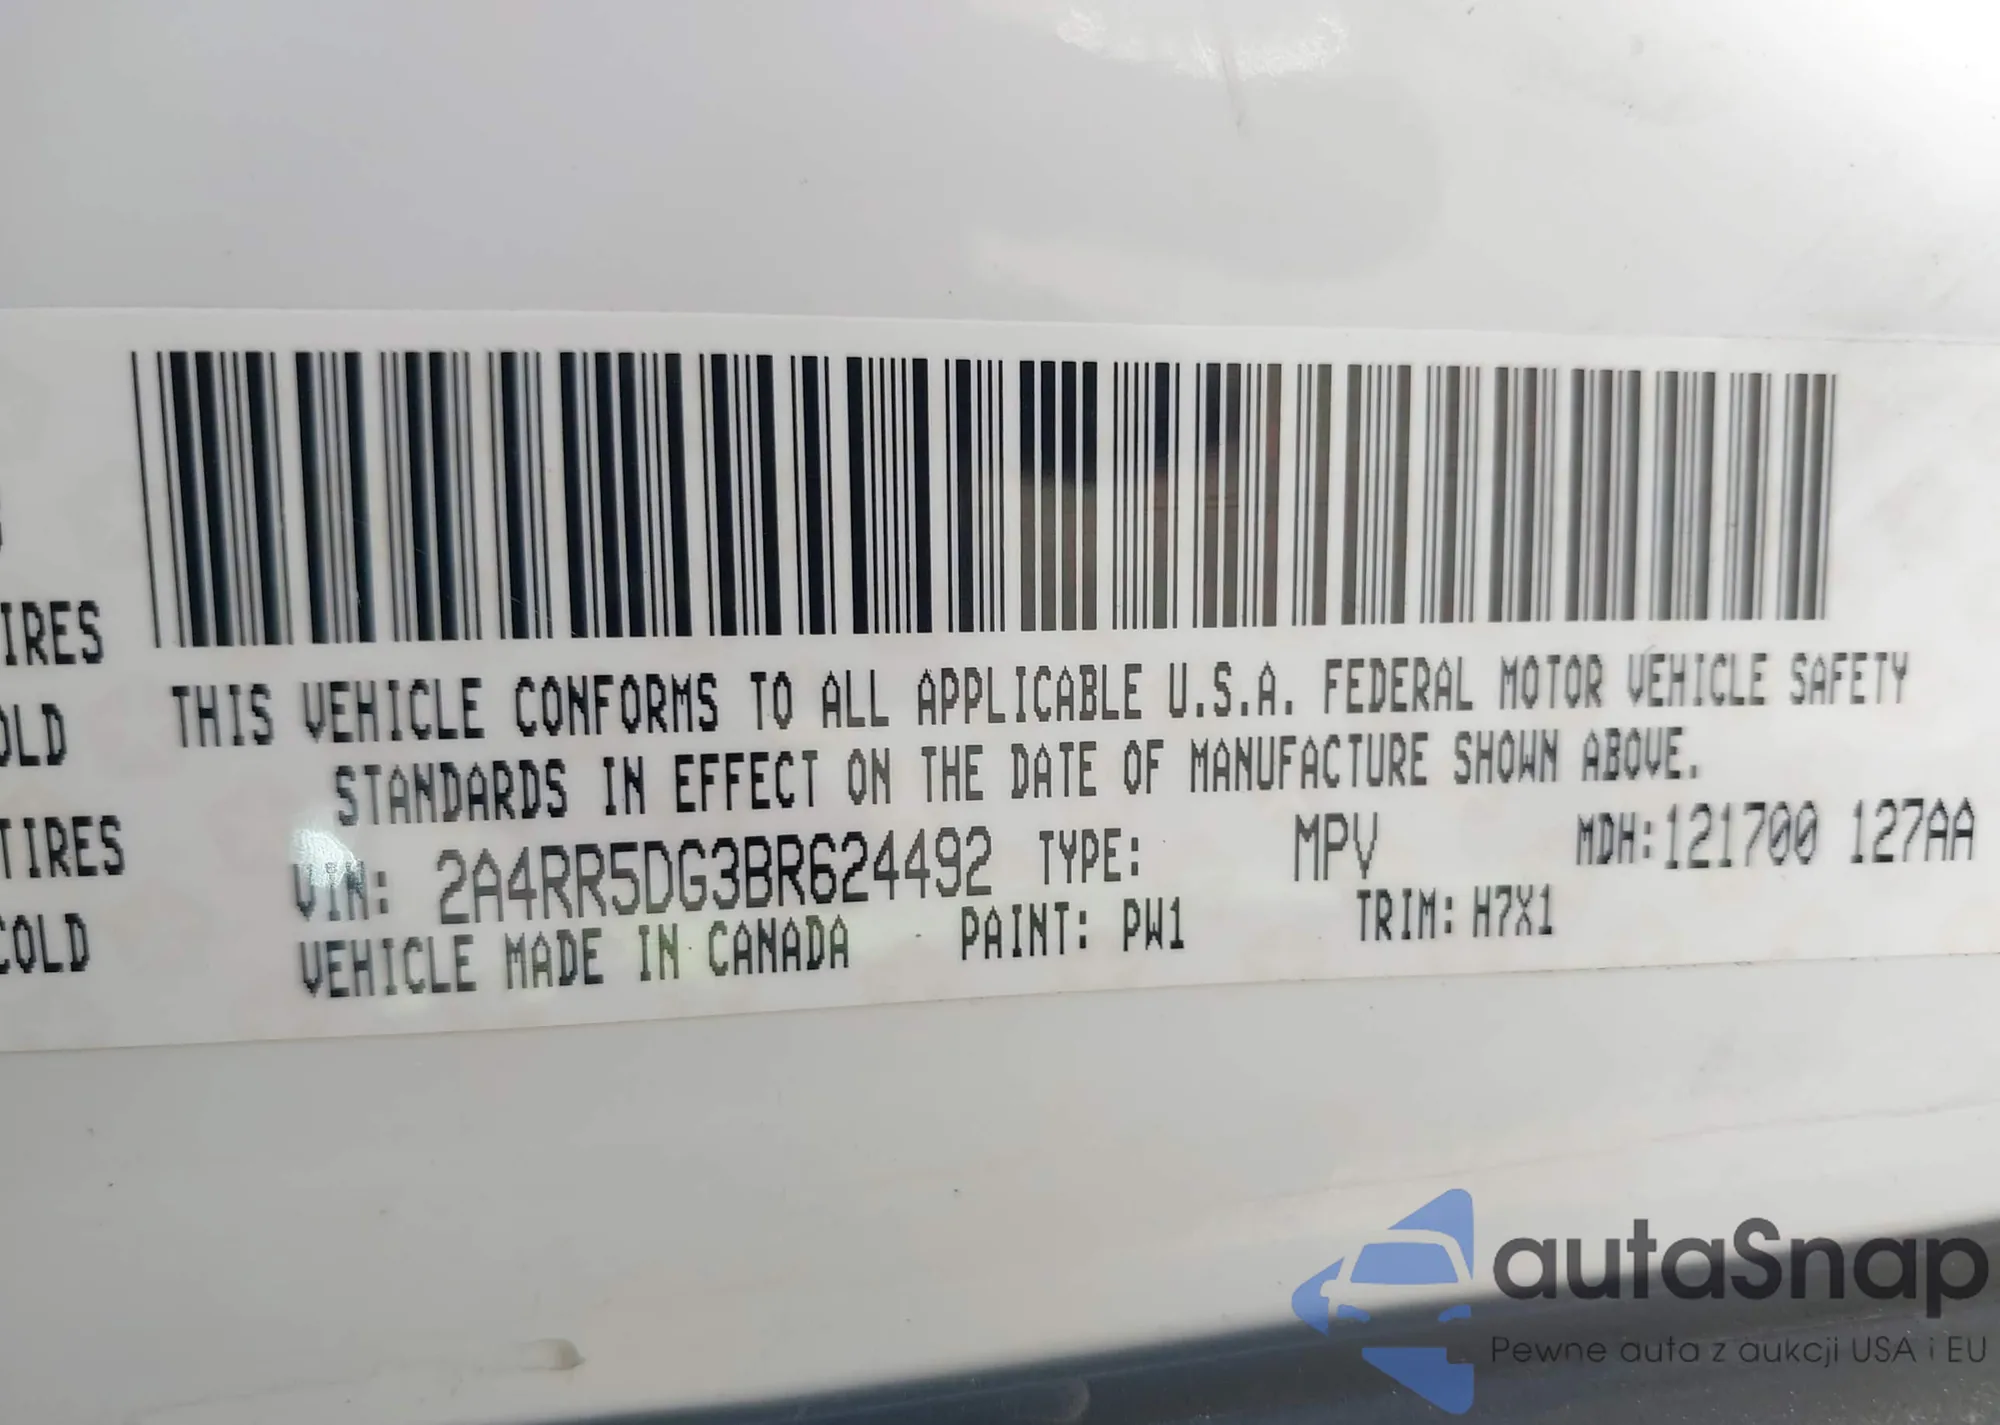 IRES
OLD
TIRES
COLD
THIS VEHICLE CONFORMS TO ALL APPLICABLE U.S.A. FEDERAL MOTOR VEHICLE SAFETY
STANDARDS IN EFFECT ON THE DATE OF MANUFACTURE SHOWN ABOVE.
VIN: 2A4RR5DG3BR624492 TYPE: MPV MDH:121700 127AA
VEHICLE MADE IN CANADA PAINT: PW1 TRIM: H7X1
autaSnap
Pewne auta z aukcji USA i EU